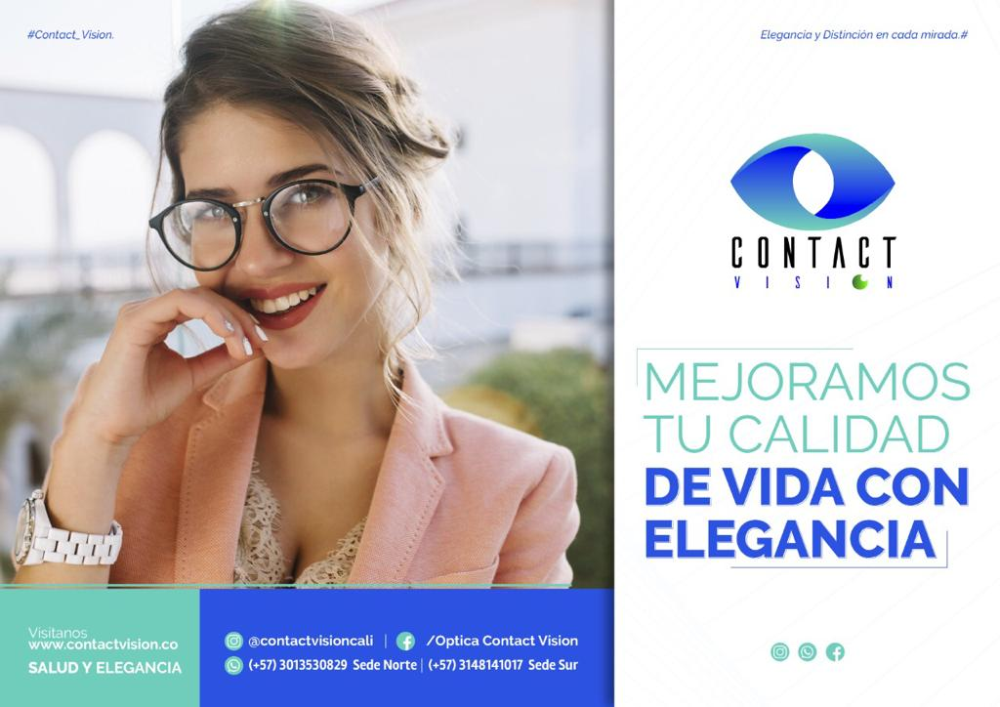 #Contact_Vision.
Elegancia y Distinción en cada mirada.#
CONTACT
VISION
MEJORAMOS
TU CALIDAD
DE VIDA CON
ELEGANCIA
Visítanos
www.contactvision.co
SALUD Y ELEGANCIA
@contactvisioncali | /Optica Contact Vision
(+57) 3013530829 Sede Norte | (+57) 3148141017 Sede Sur